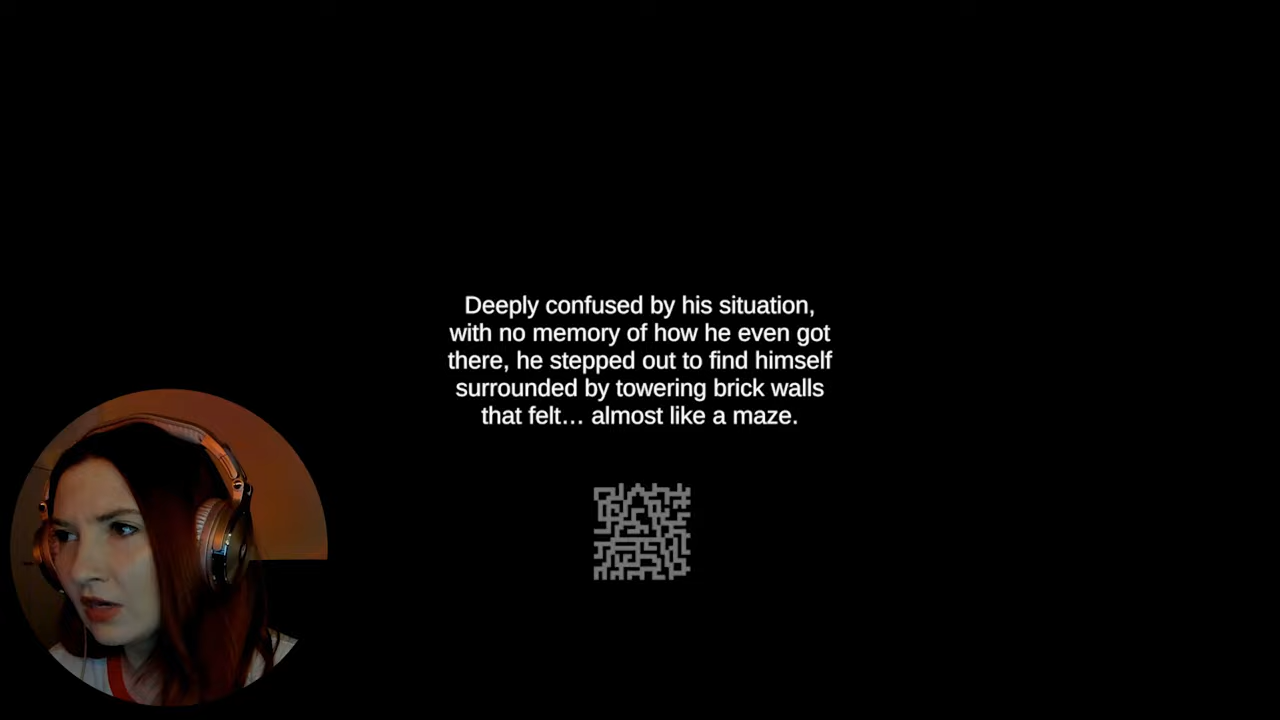 Deeply confused by his situation,
with no memory of how he even got
there, he stepped out to find himself
surrounded by towering brick walls
that felt… almost like a maze.